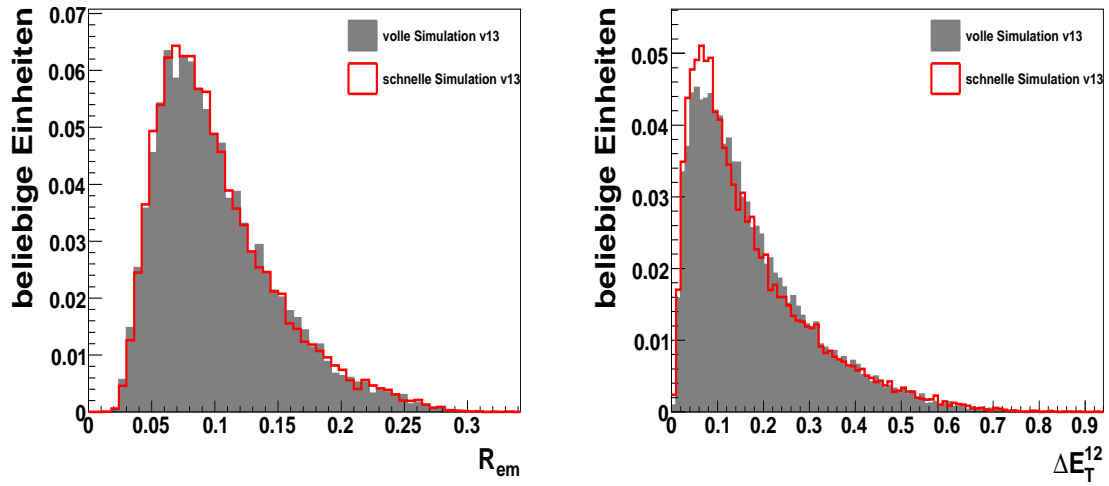 beliebige Einheiten
0.07
0.06
0.05
0.04
0.03
0.02
0.01
0
volle Simulation v13
schnelle Simulation v13
0 0.05 0.1 0.15 0.2 0.25 0.3
R_em
beliebige Einheiten
0.05
0.04
0.03
0.02
0.01
0
volle Simulation v13
schnelle Simulation v13
0 0.1 0.2 0.3 0.4 0.5 0.6 0.7 0.8 0.9
ΔE_T^12